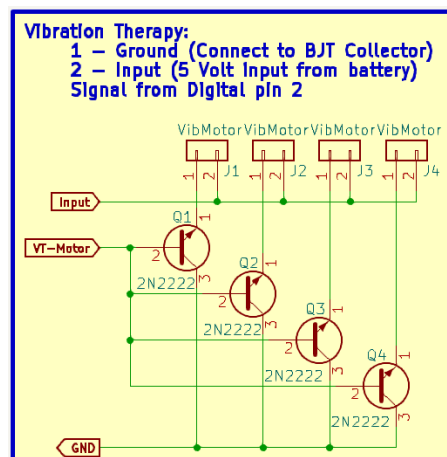 Vibration Therapy:
1 – Ground (Connect to BJT Collector)
2 – Input (5 Volt input from battery)
Signal from Digital pin 2
VibMotor VibMotor VibMotor VibMotor
1 2 J1 1 2 J2 1 2 J3 1 2 J4
Input
Q1 1
VT-Motor
2
Q2 1
2N2222 3
2
Q3 1
2N2222 3
2
Q4 1
2N2222 3
2
2N2222 3
GND